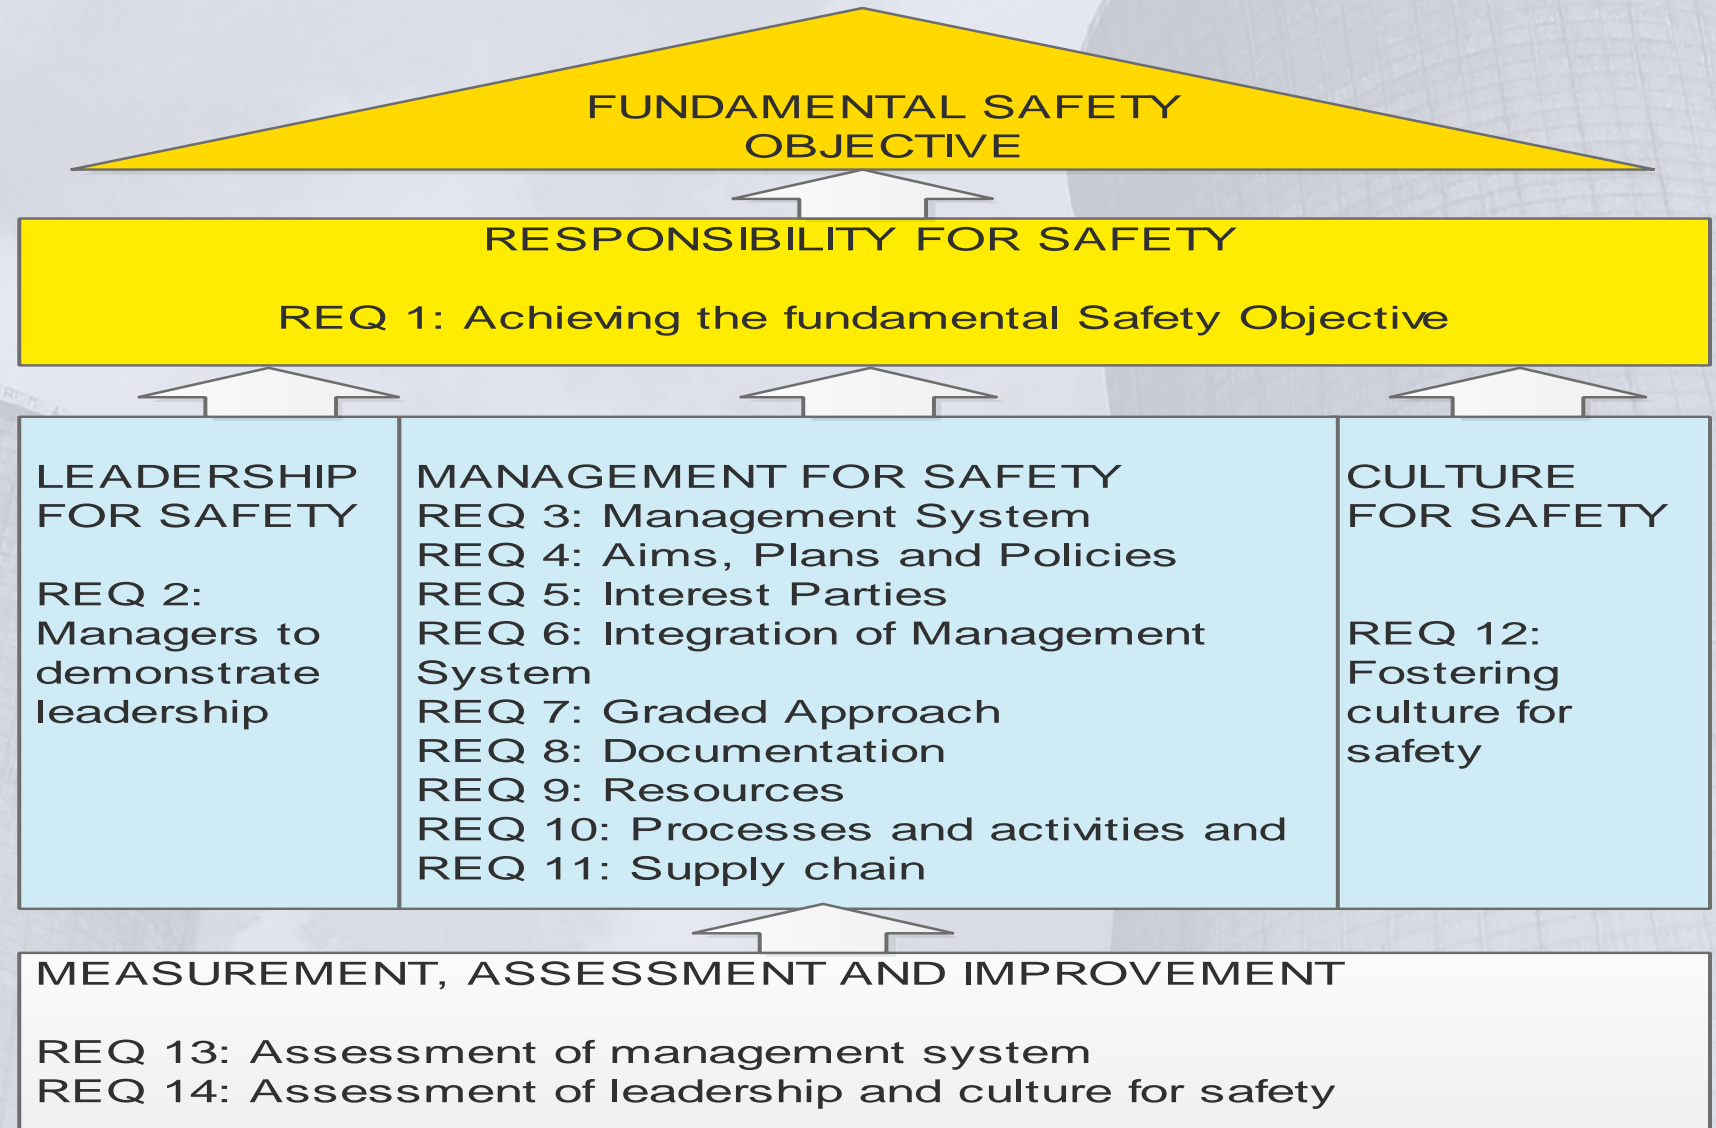 FUNDAMENTAL SAFETY
OBJECTIVE
RESPONSIBILITY FOR SAFETY
REQ 1: Achieving the fundamental Safety Objective
LEADERSHIP
FOR SAFETY
REQ 2:
Managers to
demonstrate
leadership
MANAGEMENT FOR SAFETY
REQ 3: Management System
REQ 4: Aims, Plans and Policies
REQ 5: Interest Parties
REQ 6: Integration of Management
System
REQ 7: Graded Approach
REQ 8: Documentation
REQ 9: Resources
REQ 10: Processes and activities and
REQ 11: Supply chain
CULTURE
FOR SAFETY
REQ 12:
Fostering
culture for
safety
MEASUREMENT, ASSESSMENT AND IMPROVEMENT
REQ 13: Assessment of management system
REQ 14: Assessment of leadership and culture for safety